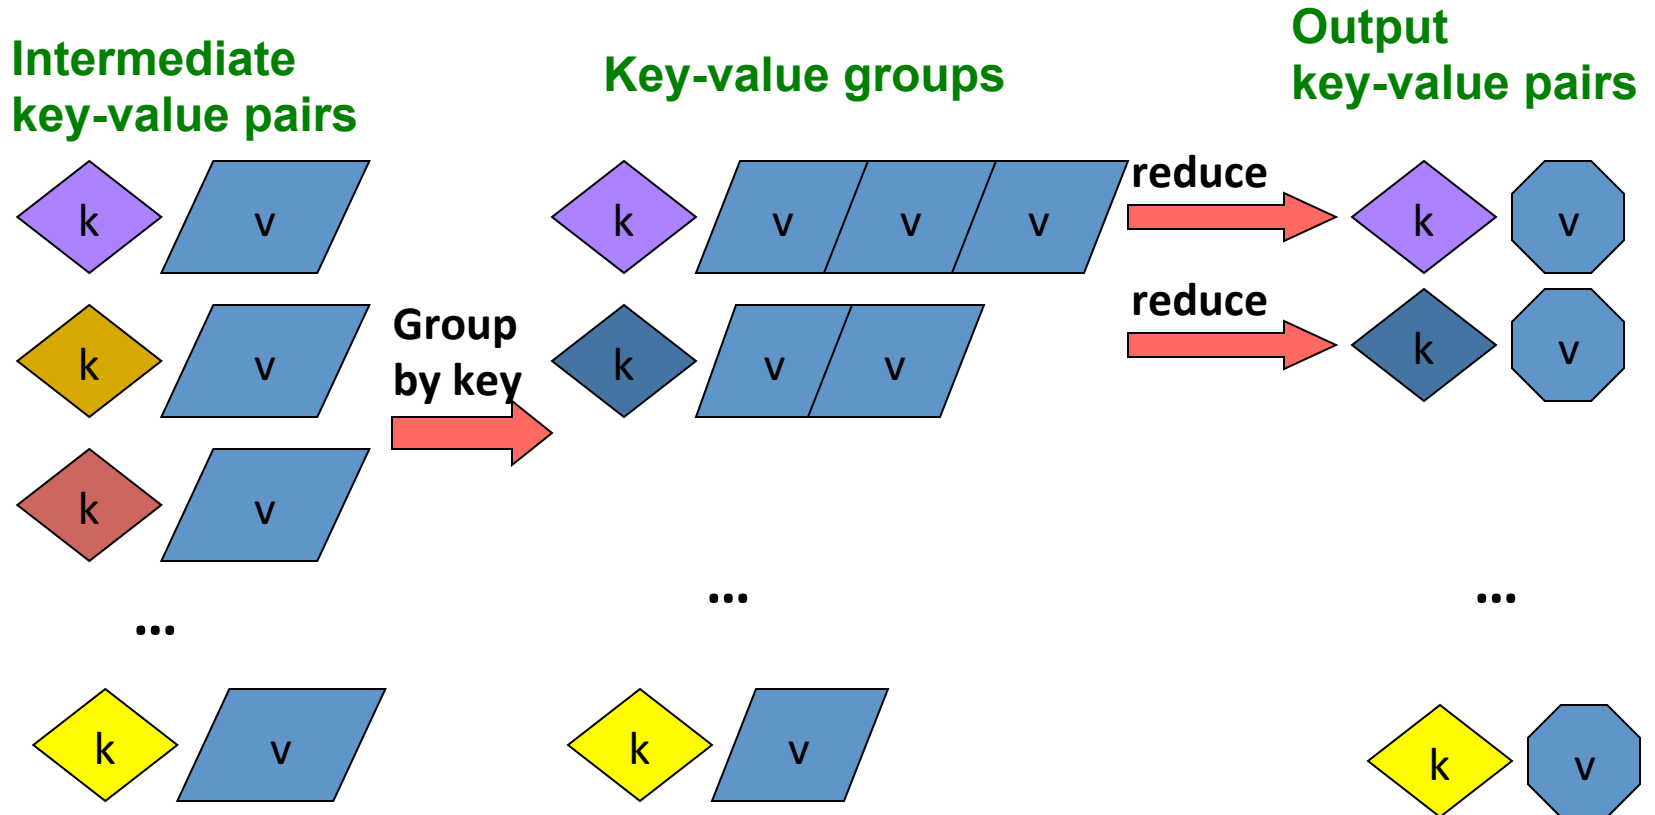 Intermediate
key-value pairs
Key-value groups
Output
key-value pairs
k v
k v v v
reduce
k v
k v
Group
by key
k v v
reduce
k v
k v
...
...
...
k v
k v
k v